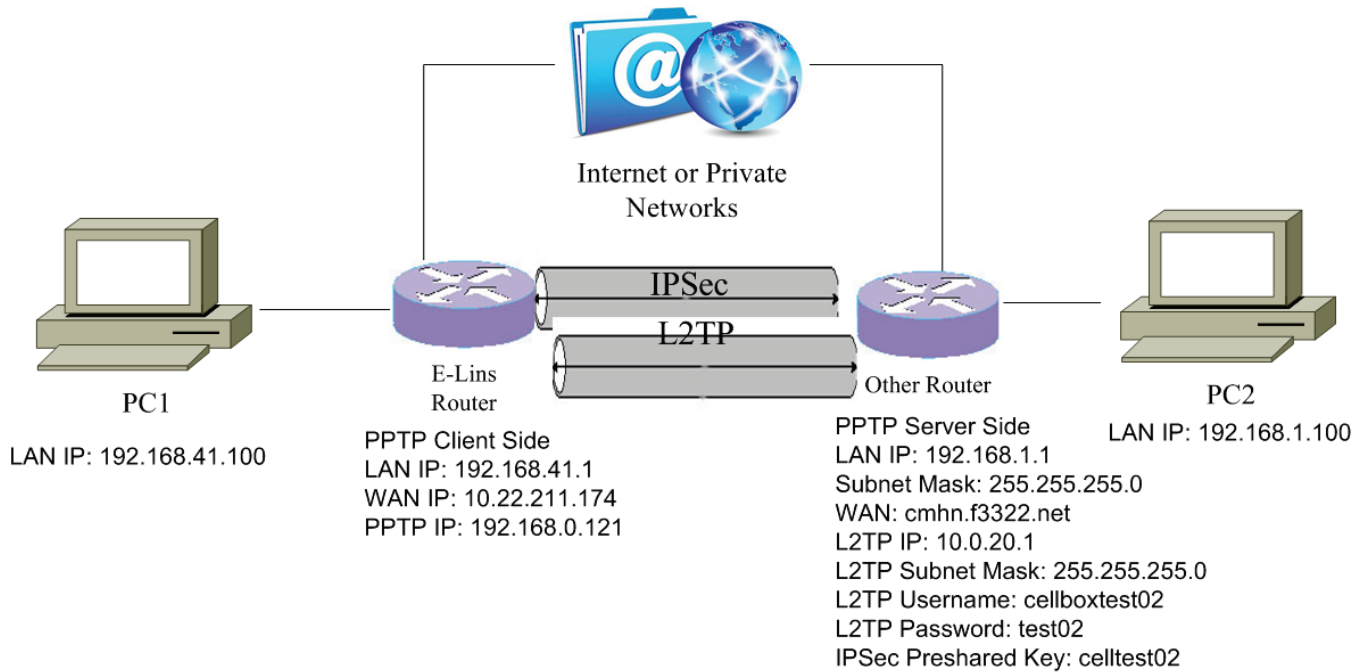 @
Internet or Private
Networks
IPSec
L2TP
PC1
LAN IP: 192.168.41.100
E-Lins
Router
PPTP Client Side
LAN IP: 192.168.41.1
WAN IP: 10.22.211.174
PPTP IP: 192.168.0.121
Other Router
PPTP Server Side
LAN IP: 192.168.1.1
Subnet Mask: 255.255.255.0
WAN: cmhn.f3322.net
L2TP IP: 10.0.20.1
L2TP Subnet Mask: 255.255.255.0
L2TP Username: cellboxtest02
L2TP Password: test02
IPSec Preshared Key: celltest02
PC2
LAN IP: 192.168.1.100